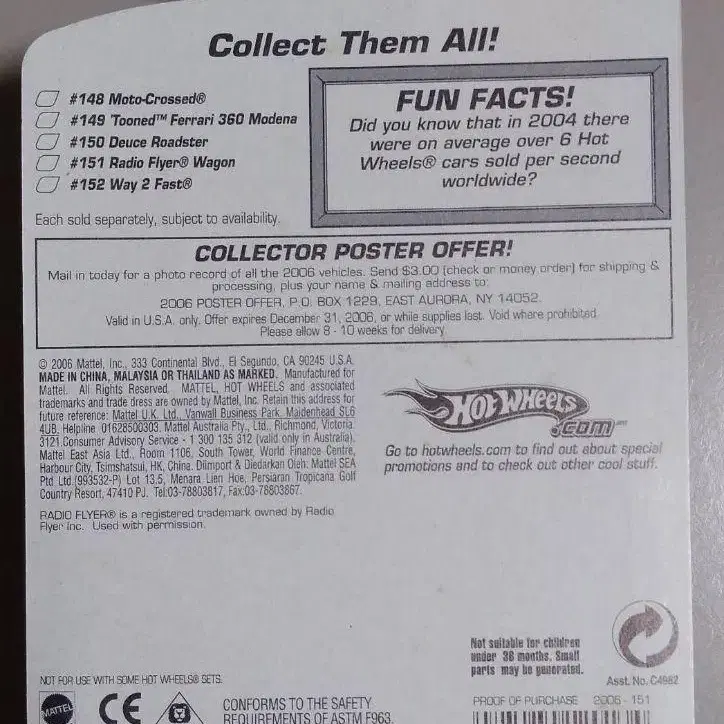 Collect Them All!
#148 Moto-Crossed®
#149 'Tooned™ Ferrari 360 Modena
#150 Deuce Roadster
#151 Radio Flyer® Wagon
#152 Way 2 Fast®
Each sold separately, subject to availability.
FUN FACTS!
Did you know that in 2004 there
were on average over 6 Hot
Wheels® cars sold per second
worldwide?
COLLECTOR POSTER OFFER!
Mail in today for a photo record of all the 2006 vehicles. Send $3.00 (check or money order) for shipping &
processing, plus your name & mailing address to:
2006 POSTER OFFER, P.O. BOX 1229, EAST AURORA, NY 14052.
Valid in U.S.A. only. Offer expires December 31, 2006, or while supplies last. Void where prohibited.
Please allow 8 - 10 weeks for delivery.
© 2006 Mattel, Inc., 333 Continental Blvd., El Segundo, CA 90245 U.S.A.
MADE IN CHINA, MALAYSIA OR THAILAND AS MARKED. Manufactured for
Mattel. All Rights Reserved. MATTEL, HOT WHEELS and associated
trademarks and trade dress are owned by Mattel, Inc. Retain this address for
future reference: Mattel U.K. Ltd., Vanwall Business Park, Maidenhead SL6
4UB. Helpline 01628500303. Mattel Australia Pty., Ltd., Richmond, Victoria.
3121.Consumer Advisory Service - 1 300 135 312 (valid only in Australia).
Mattel East Asia Ltd., Room 1106, South Tower, World Finance Centre,
Harbour City, Tsimshatsui, HK, China. Diimport & Diedarkan Oleh: Mattel SEA
Ptd Ltd.(993532-P) Lot 13.5, Menara Lien Hoe, Persiaran Tropicana Golf
Country Resort, 47410 PJ. Tel:03-78803817, Fax:03-78803867.
RADIO FLYER® is a registered trademark owned by Radio
Flyer Inc. Used with permission.
HOT WHEELS
.COM™
Go to hotwheels.com to find out about special
promotions and to check out other cool stuff.
Not suitable for children
under 36 months. Small
parts may be generated.
Asst. No. C4982
NOT FOR USE WITH SOME HOT WHEELS® SETS.
PROOF OF PURCHASE 2006 - 151
MATTEL
CE
CONFORMS TO THE SAFETY
REQUIREMENTS OF ASTM F963.